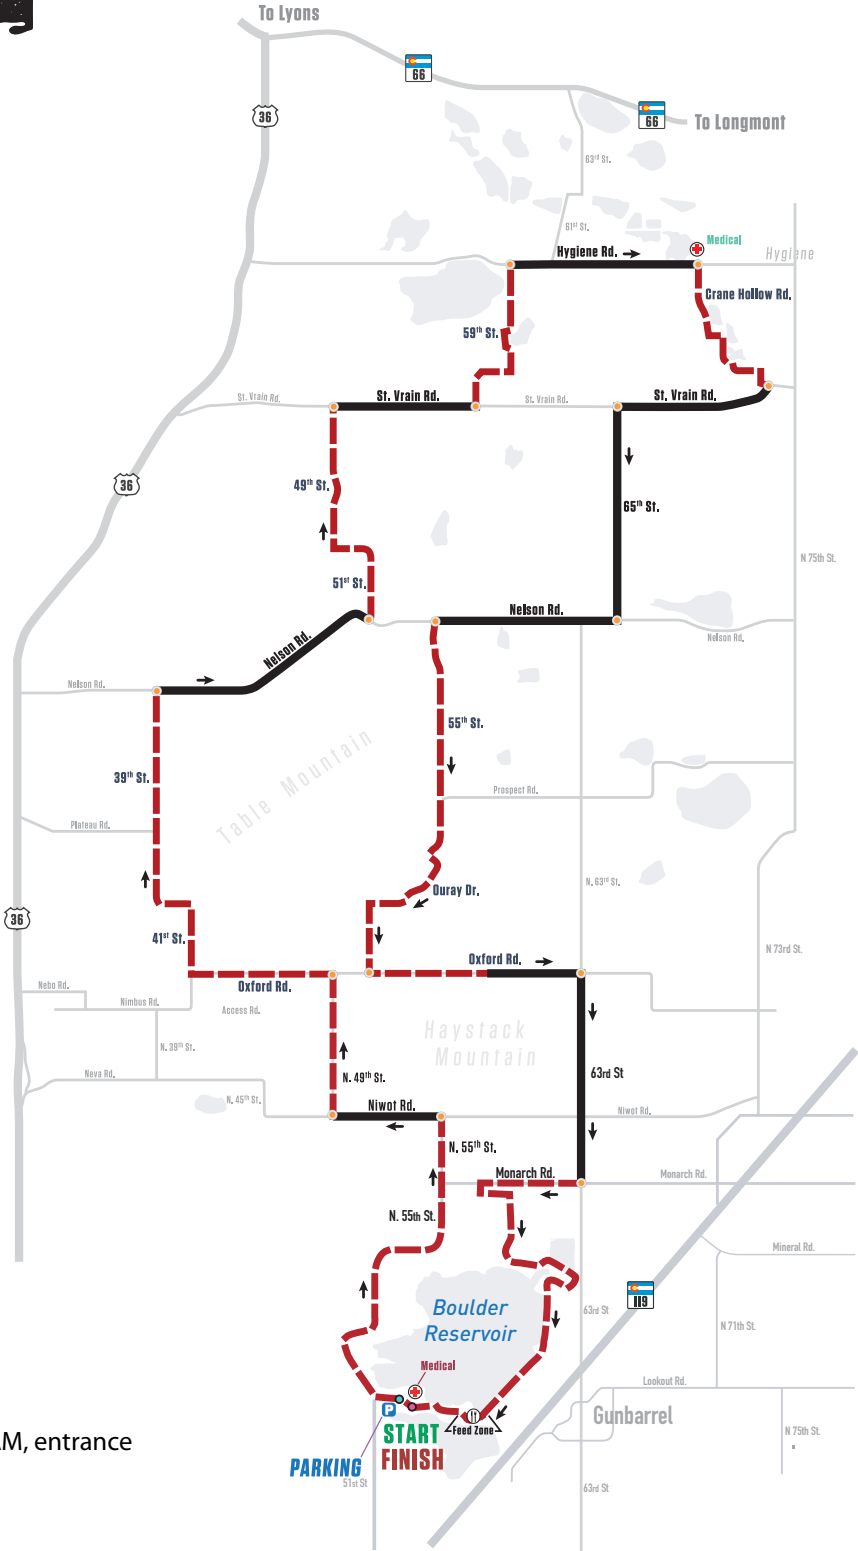 To Lyons
66
36
66
To Longmont
63rd St.
61st St.
Medical
Hygiene Rd.
Hygiene
Crane Hollow Rd.
59th St.
St. Vrain Rd.
St. Vrain Rd.
St. Vrain Rd.
St. Vrain Rd.
36
49th St.
65th St.
N 75th St.
51st St.
Nelson Rd.
Nelson Rd.
Nelson Rd.
Nelson Rd.
55th St.
39th St.
Table Mountain
Prospect Rd.
Plateau Rd.
N. 63rd St.
Ouray Dr.
36
41st St.
N 73rd St.
Oxford Rd.
Oxford Rd.
Nebo Rd.
Nimbus Rd.
Access Rd.
Haystack
Mountain
N. 39th St.
Neva Rd.
N. 49th St.
63rd St
N. 45th St.
Niwot Rd.
Niwot Rd.
N. 55th St.
Monarch Rd.
Monarch Rd.
N. 55th St.
Mineral Rd.
119
Boulder
Reservoir
63rd St
N 71th St.
Medical
Lookout Rd.
P
START
FINISH
Feed Zone
Gunbarrel
N 75th St.
AM, entrance
PARKING
51st St
63rd St